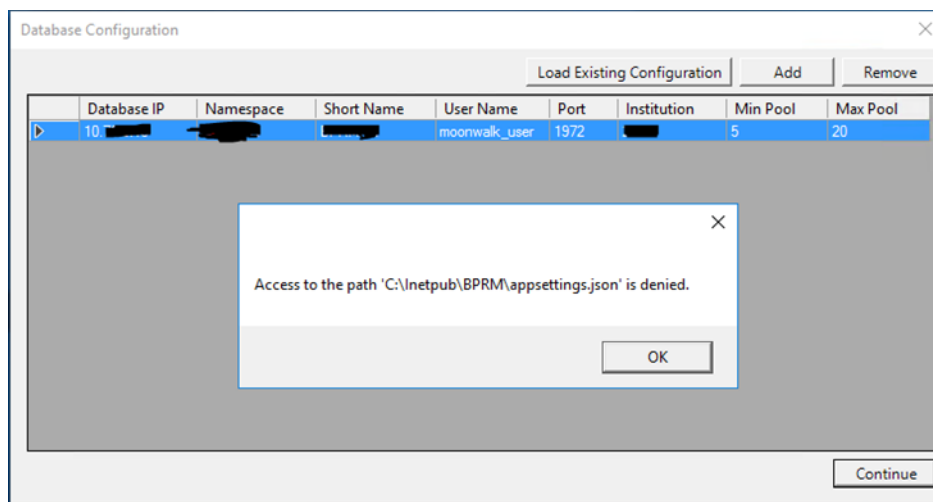 Database Configuration
Load Existing Configuration Add Remove
Database IP Namespace Short Name User Name Port Institution Min Pool Max Pool
10. moonwalk_user 1972 5 20
Access to the path 'C:\Inetpub\BPRM\appsettings.json' is denied.
OK
Continue